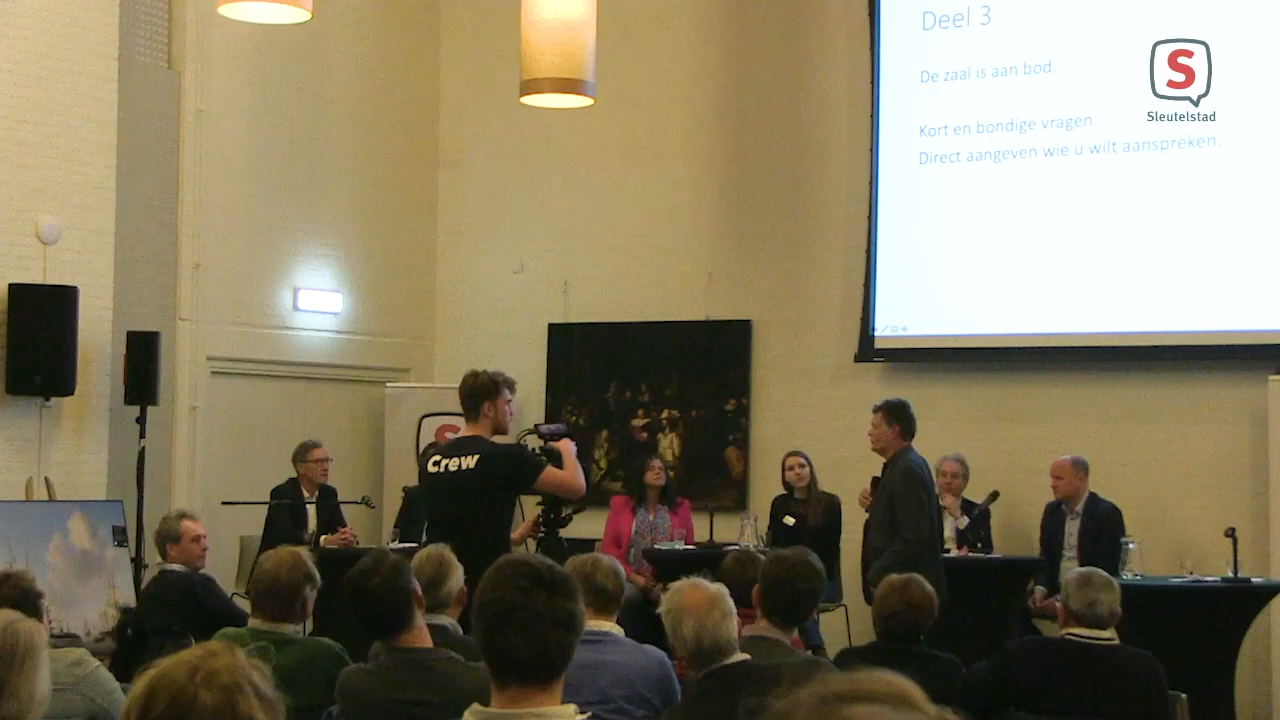 Deel 3
De zaal is aan bod.
Kort en bondige vragen.
Direct aangeven wie u wilt aanspreken.
S
Sleutelstad
S
Crew